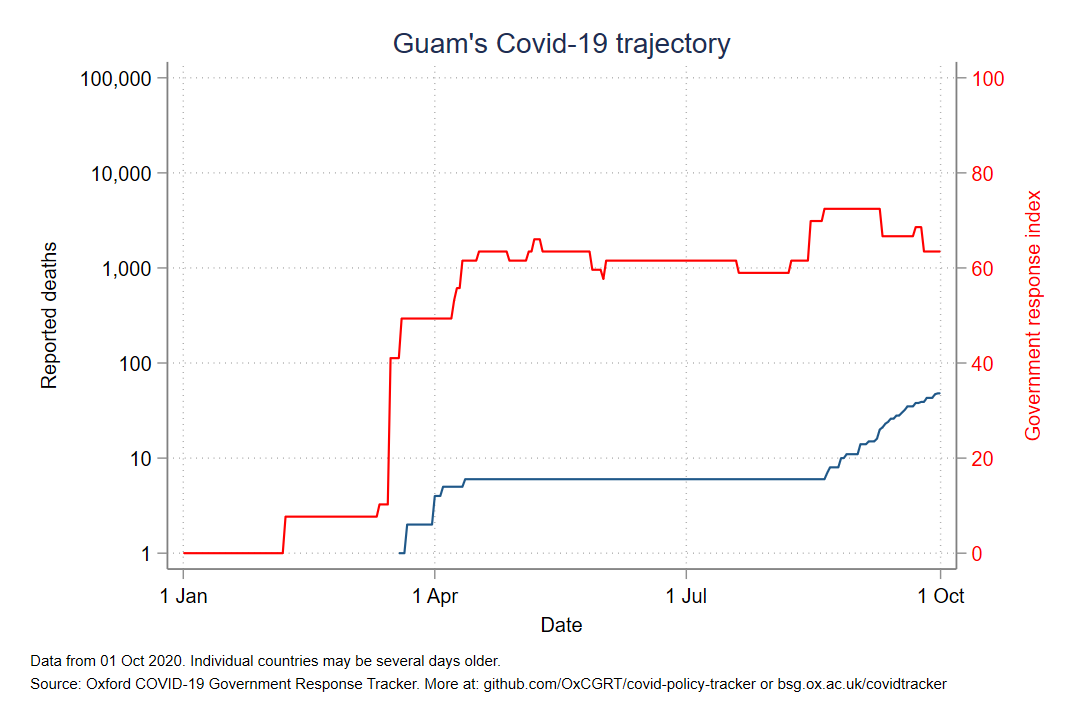 Guam's Covid-19 trajectory
100,000
10,000
1,000
100
10
1
Reported deaths
100
80
60
40
20
0
Government response index
1 Jan
1 Apr
1 Jul
1 Oct
Date
Data from 01 Oct 2020. Individual countries may be several days older.
Source: Oxford COVID-19 Government Response Tracker. More at: github.com/OxCGRT/covid-policy-tracker or bsg.ox.ac.uk/covidtracker